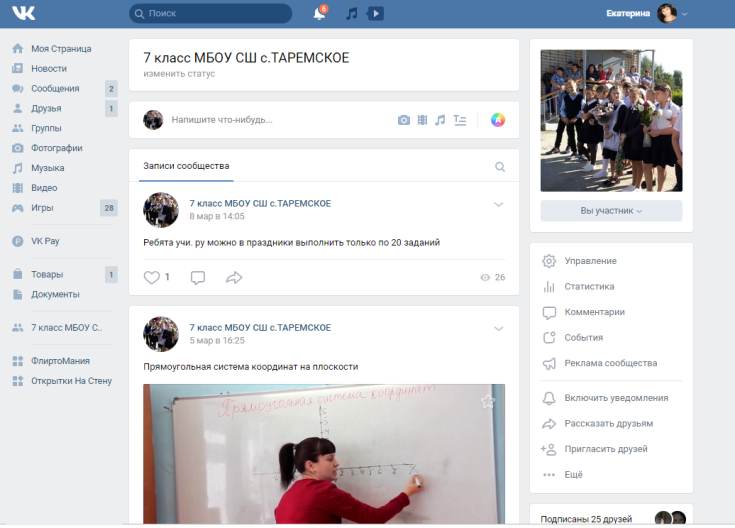 Поиск
6
Екатерина
Моя Страница
Новости
Сообщения 2
Друзья 1
Группы
Фотографии
Музыка
Видео
Игры 28
VK Pay
Товары 1
Документы
7 класс МБОУ С..
ФлиртоМания
Открытки На Стену
7 класс МБОУ СШ с.ТАРЕМСКОЕ
изменить статус
Напишите что-нибудь...
Записи сообщества
7 класс МБОУ СШ с.ТАРЕМСКОЕ
8 мар в 14:05
Ребята учи. ру можно в праздники выполнить только по 20 заданий
1
26
7 класс МБОУ СШ с.ТАРЕМСКОЕ
5 мар в 16:25
Прямоугольная система координат на плоскости
Прямоугольная система координат
Вы участник
Управление
Статистика
Комментарии
События
Реклама сообщества
Включить уведомления
Рассказать друзьям
Пригласить друзей
Ещё
Подписаны 25 друзей